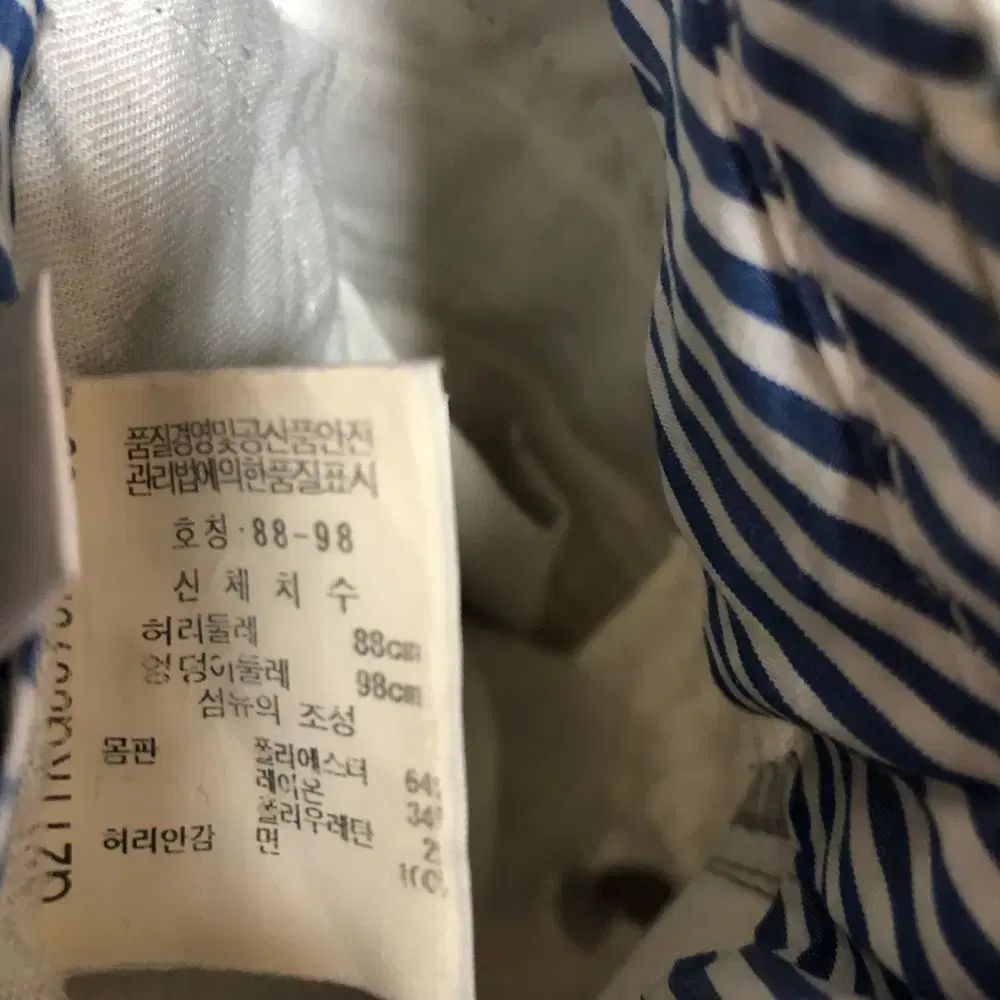 품질경영및공산품안전
관리법에의한품질표시
호칭:88-98
신체치수
허리둘레 88cm
엉덩이둘레 98cm
섬유의 조성
몸판 폴리에스터 64%
레이온 34%
폴리우레탄 2%
허리안감 면 100%